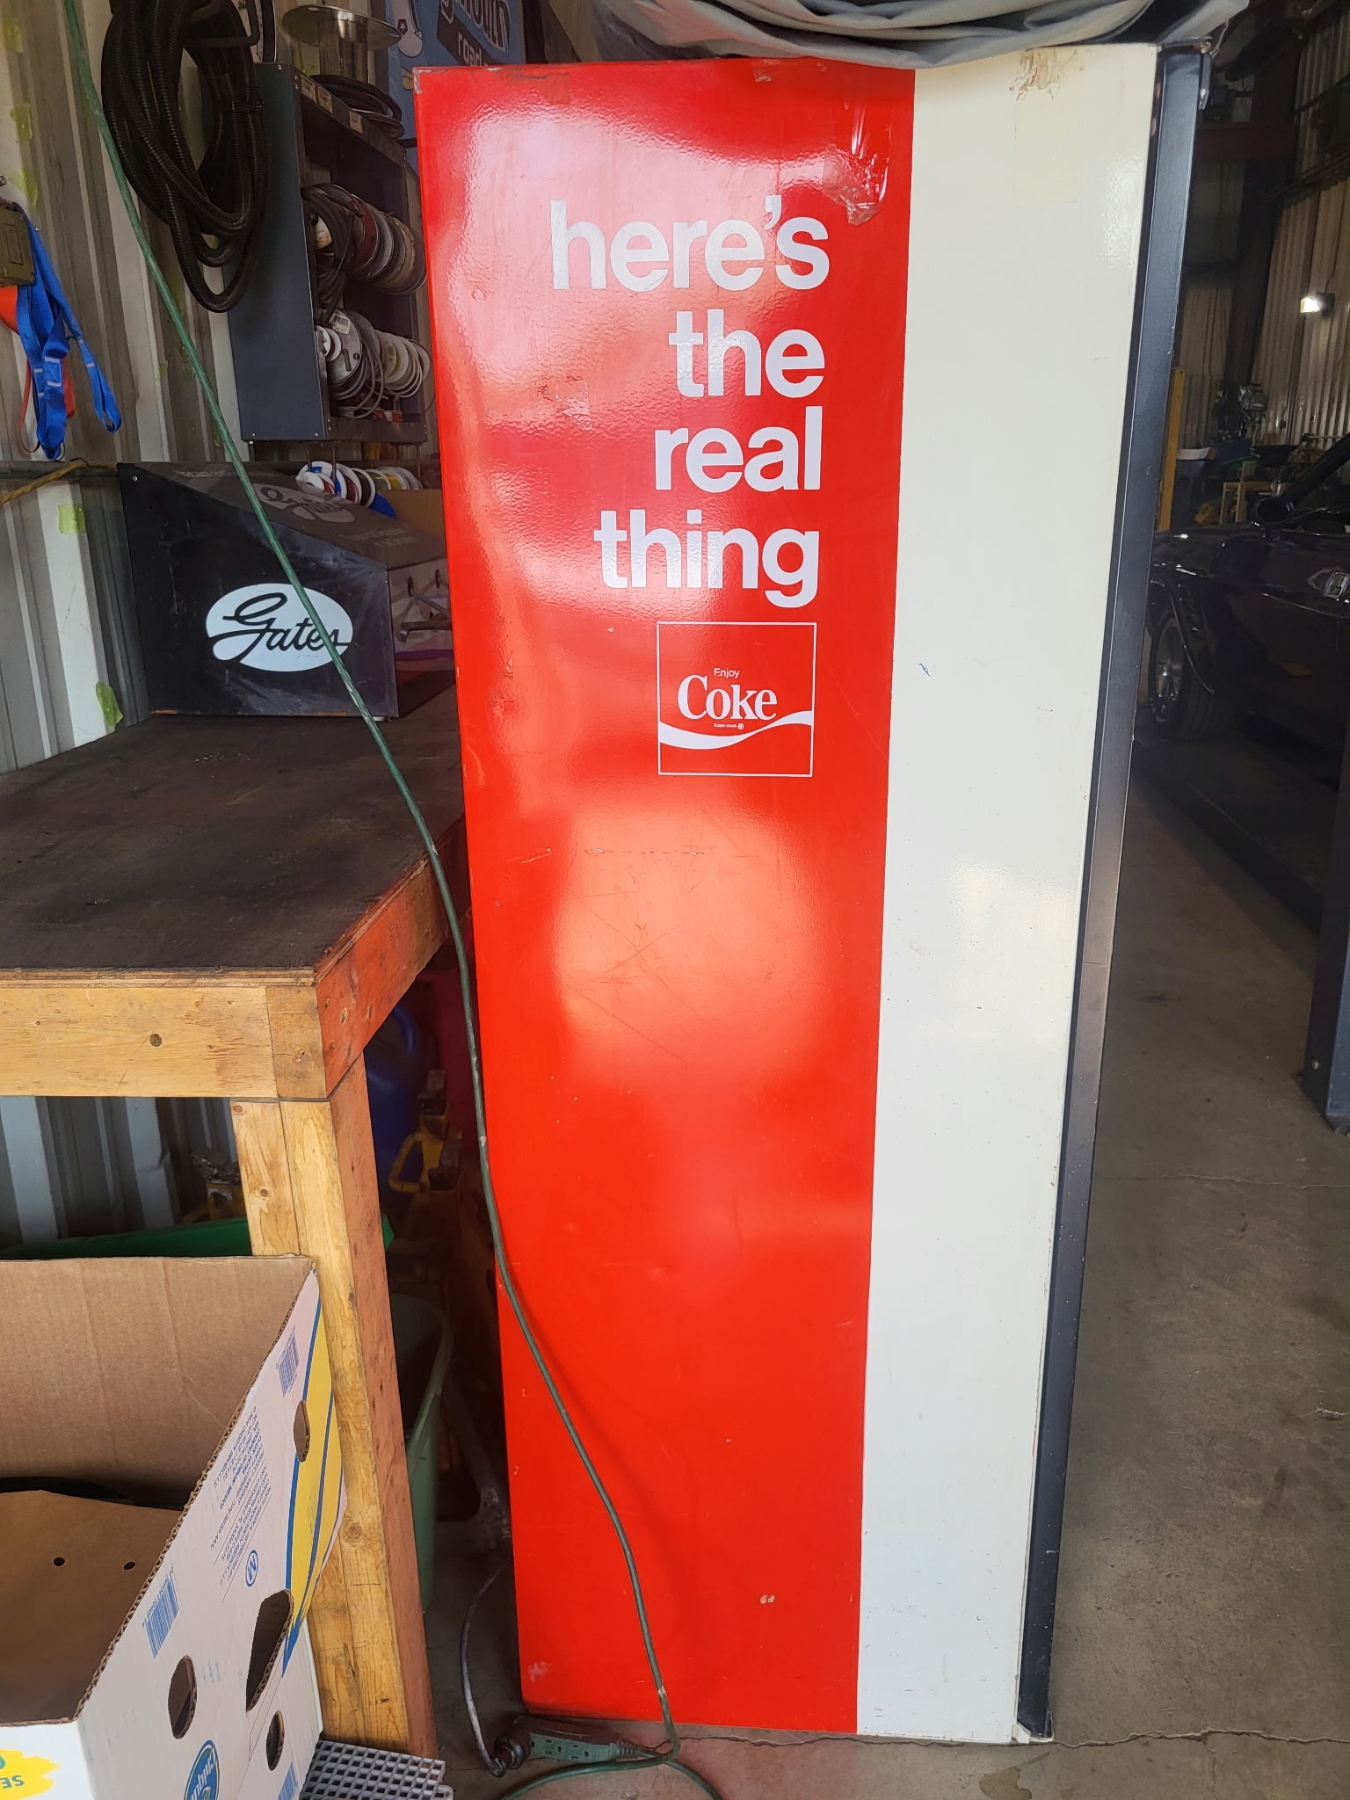 here's
the
real
thing
Enjoy
Coke
Gates